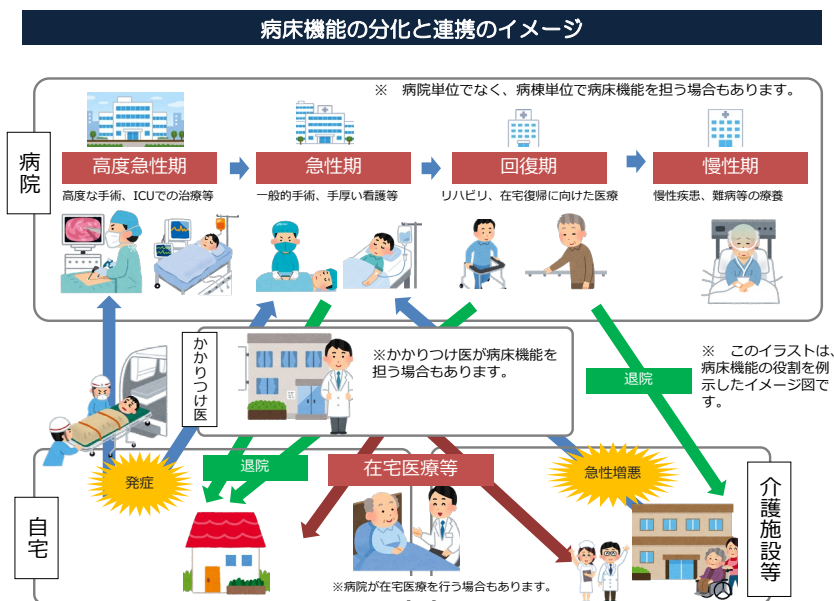 病床機能の分化と連携のイメージ
※　病院単位でなく、病棟単位で病床機能を担う場合もあります。
病院
高度急性期
急性期
回復期
慢性期
高度な手術、ICUでの治療等
一般的手術、手厚い看護等
リハビリ、在宅復帰に向けた医療
慢性疾患、難病等の療養
かかりつけ医
※かかりつけ医が病床機能を
担う場合もあります。
※　このイラストは、
病床機能の役割を例
示したイメージ図で
す。
退院
退院
在宅医療等
発症
急性増悪
自宅
介護施設等
※病院が在宅医療を行う場合もあります。